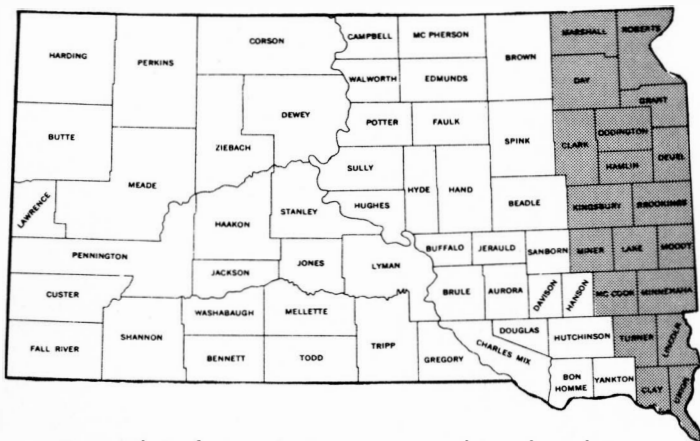 HARDING
PERKINS
CORSON
CAMPBELL
MC PHERSON
BROWN
MARSHALL
ROBERTS
WALWORTH
EDMUNDS
DAY
GRANT
BUTTE
ZIEBACH
DEWEY
POTTER
FAULK
SPINK
CLARK
CODINGTON
HAMLIN
DEUEL
LAWRENCE
MEADE
HAAKON
STANLEY
SULLY
HUGHES
HYDE
HAND
BEADLE
KINGSBURY
BROOKINGS
PENNINGTON
JACKSON
JONES
LYMAN
BUFFALO
JERAULD
SANBORN
MINER
LAKE
MOODY
CUSTER
WASHABAUGH
MELLETTE
BRULE
AURORA
DAVISON
HANSON
MC COOK
MINNEHAHA
FALL RIVER
SHANNON
BENNETT
TODD
TRIPP
GREGORY
CHARLES MIX
DOUGLAS
HUTCHINSON
TURNER
LINCOLN
BON
HOMME
YANKTON
CLAY
UNION